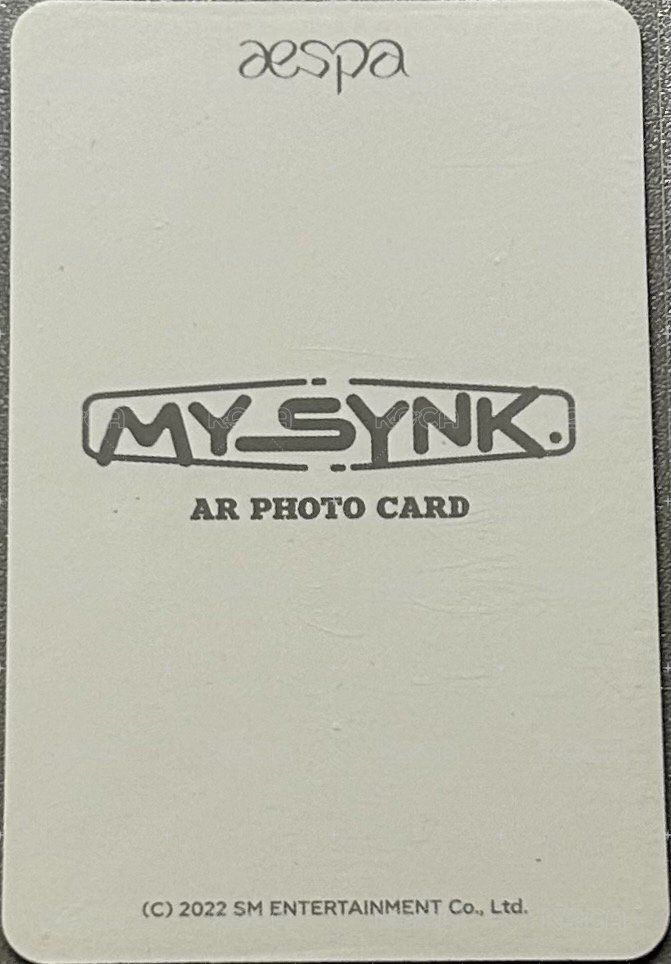 aespa
MY SYNK.
AR PHOTO CARD
(C) 2022 SM ENTERTAINMENT Co., Ltd.